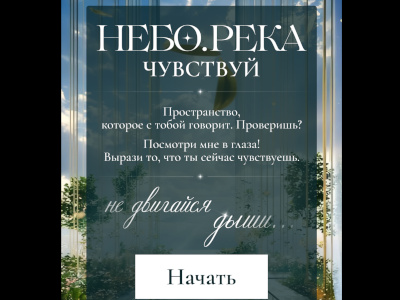 НЕБО.РЕКА
ЧУВСТВУЙ
Пространство,
которое с тобой говорит. Проверишь?
Посмотри мне в глаза!
Вырази то, что ты сейчас чувствуешь.
не двигайся
дыши...
Начать